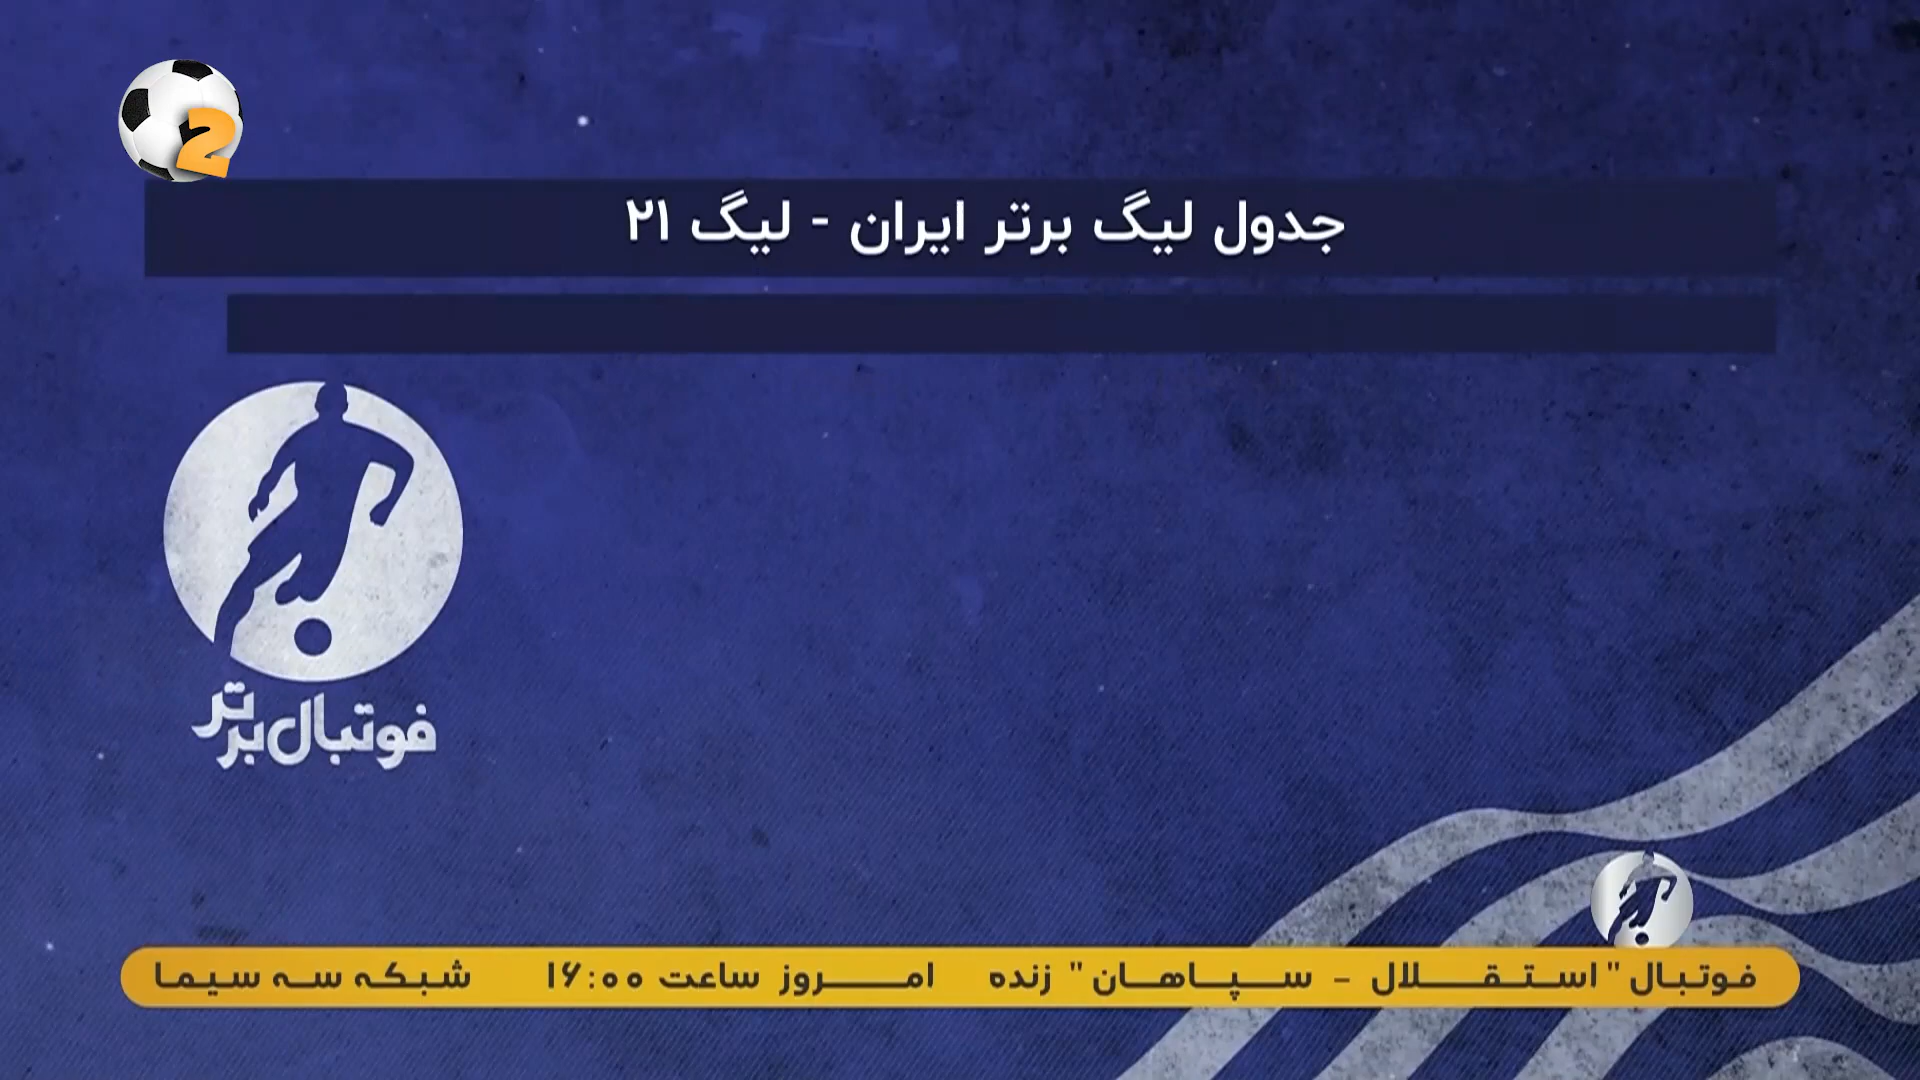 2
جدول لیگ برتر ایران - لیگ ۲۱
فوتبال برتر
فوتبال " استقلال - سپاهان " زنده امروز ساعت ۱۶:۰۰ شبکه سه سیما